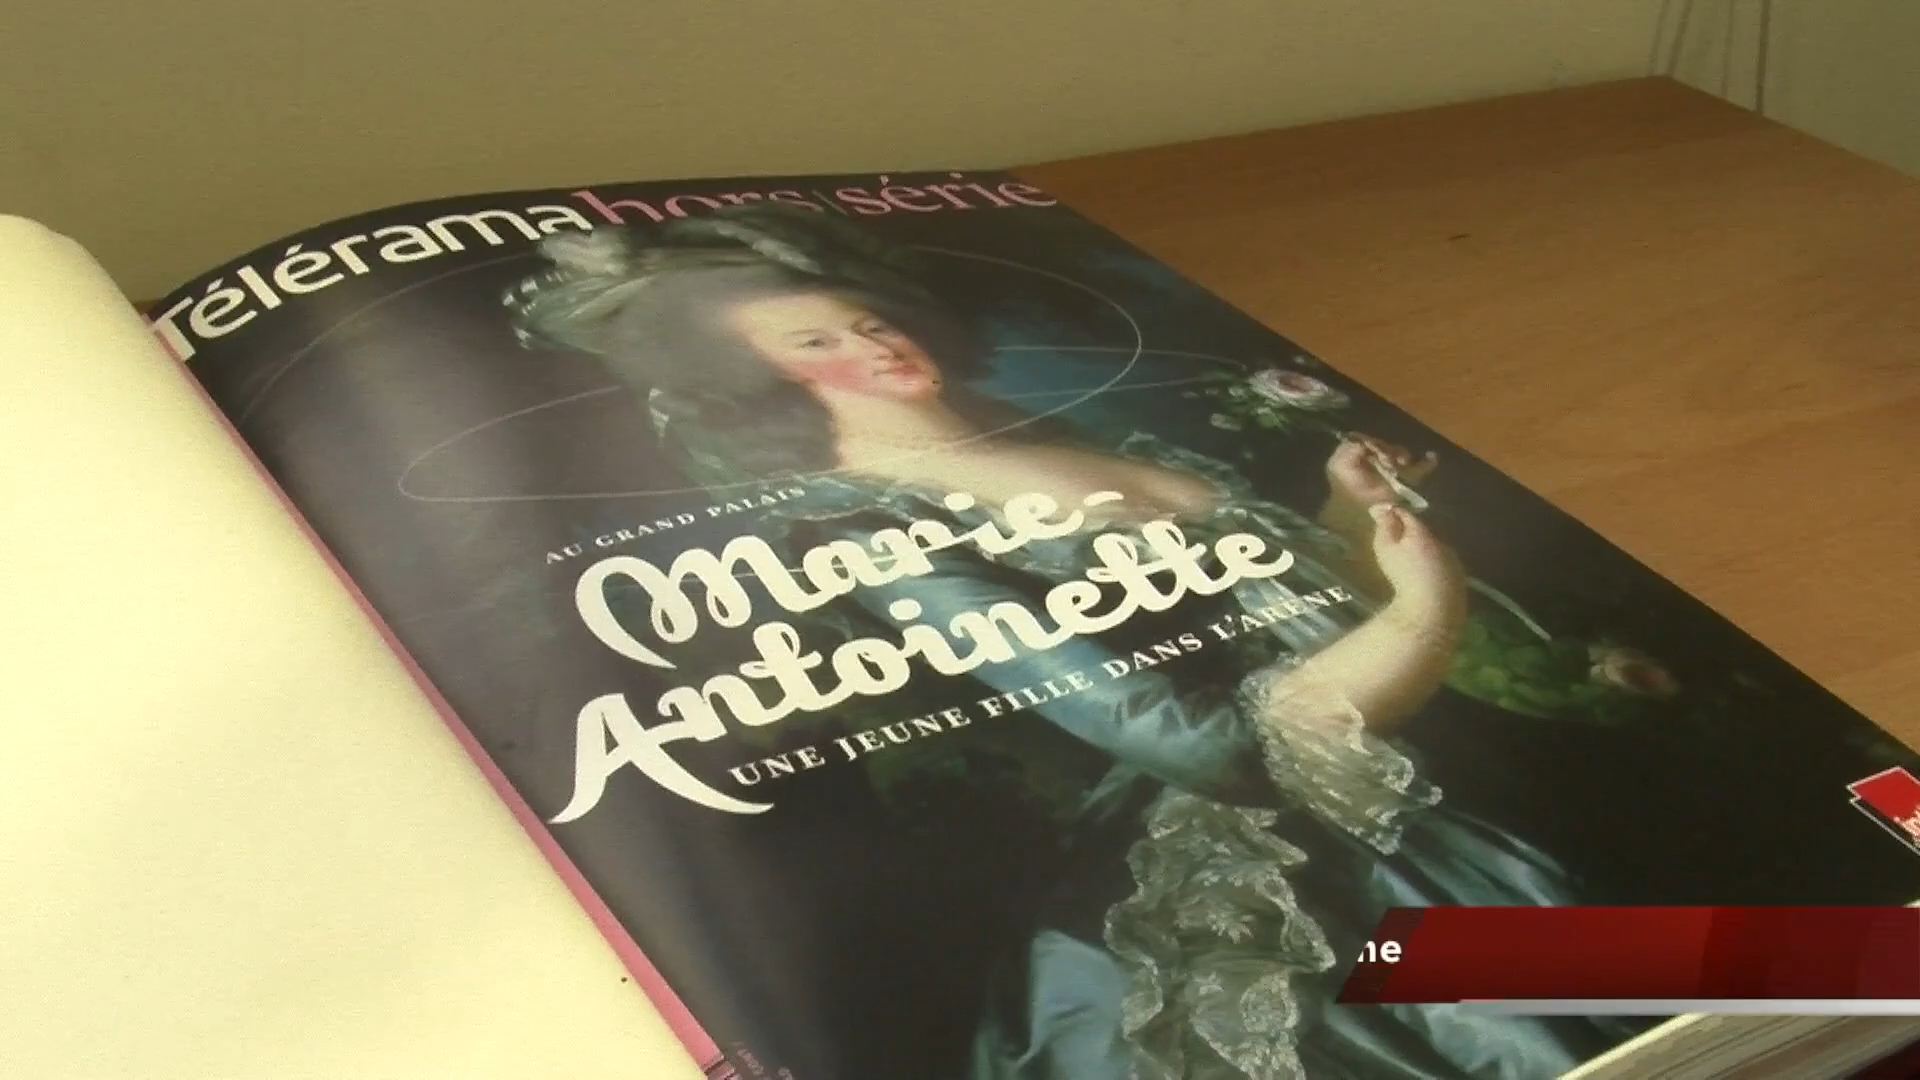 Télérama hors/série
AU GRAND PALAIS
Marie-
Antoinette
UNE JEUNE FILLE DANS L'ARÈNE